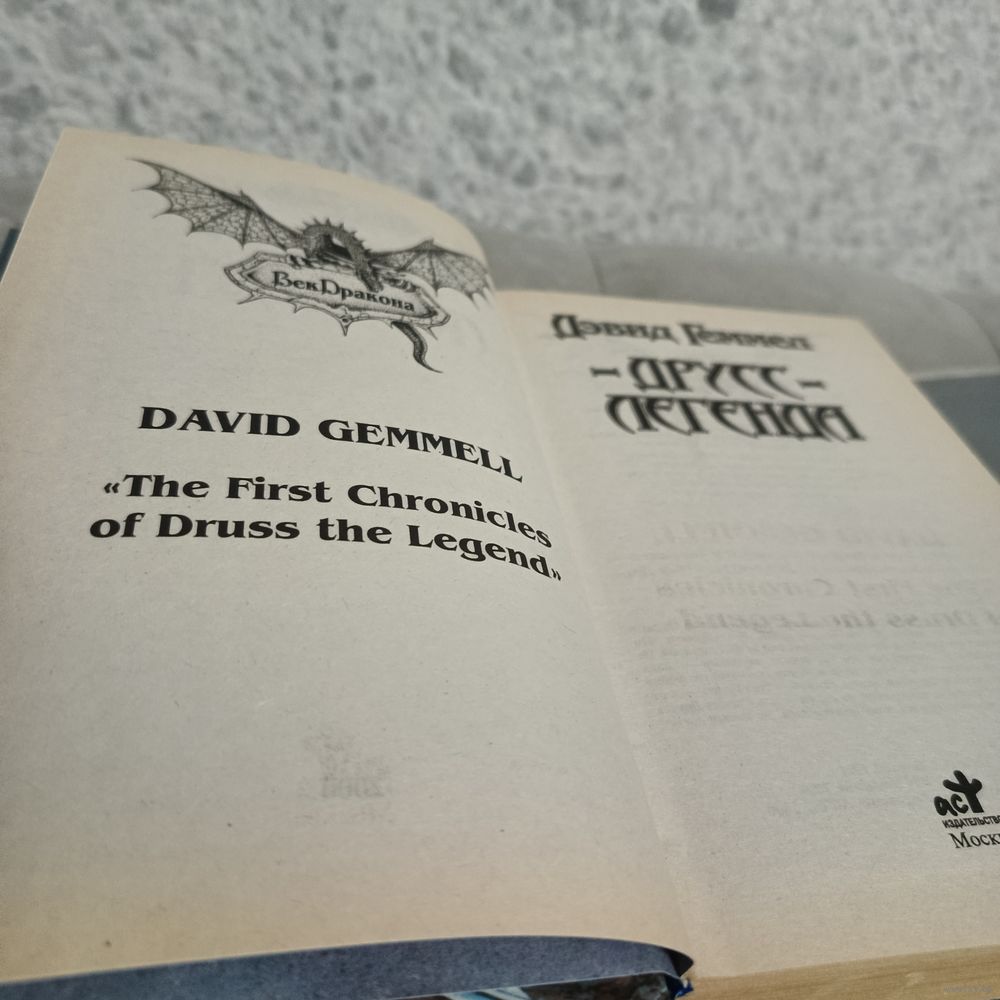 ВекДракона
DAVID GEMMELL
«The First Chronicles
of Druss the Legend»
Дэвид Геммел
-ДРУСС-
ЛЕГЕНДА
аст
ИЗДАТЕЛЬСТВО
Моск